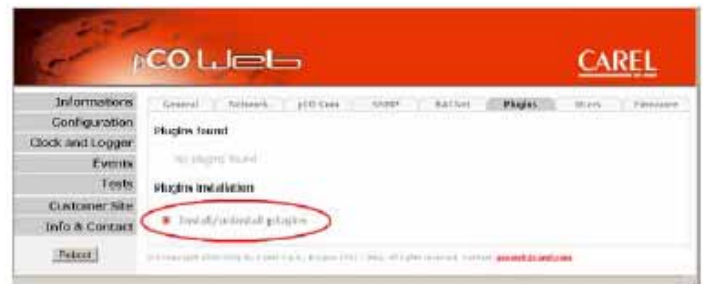 pCO Web
CAREL
Informations
Configuration
Clock and Logger
Events
Tests
Customer Site
Info & Contact
Reboot
General Network pCO Com SNMP BACnet Plugins Users Firmware
Plugins found
No plugins found
Plugins installation
Install/uninstall plugins